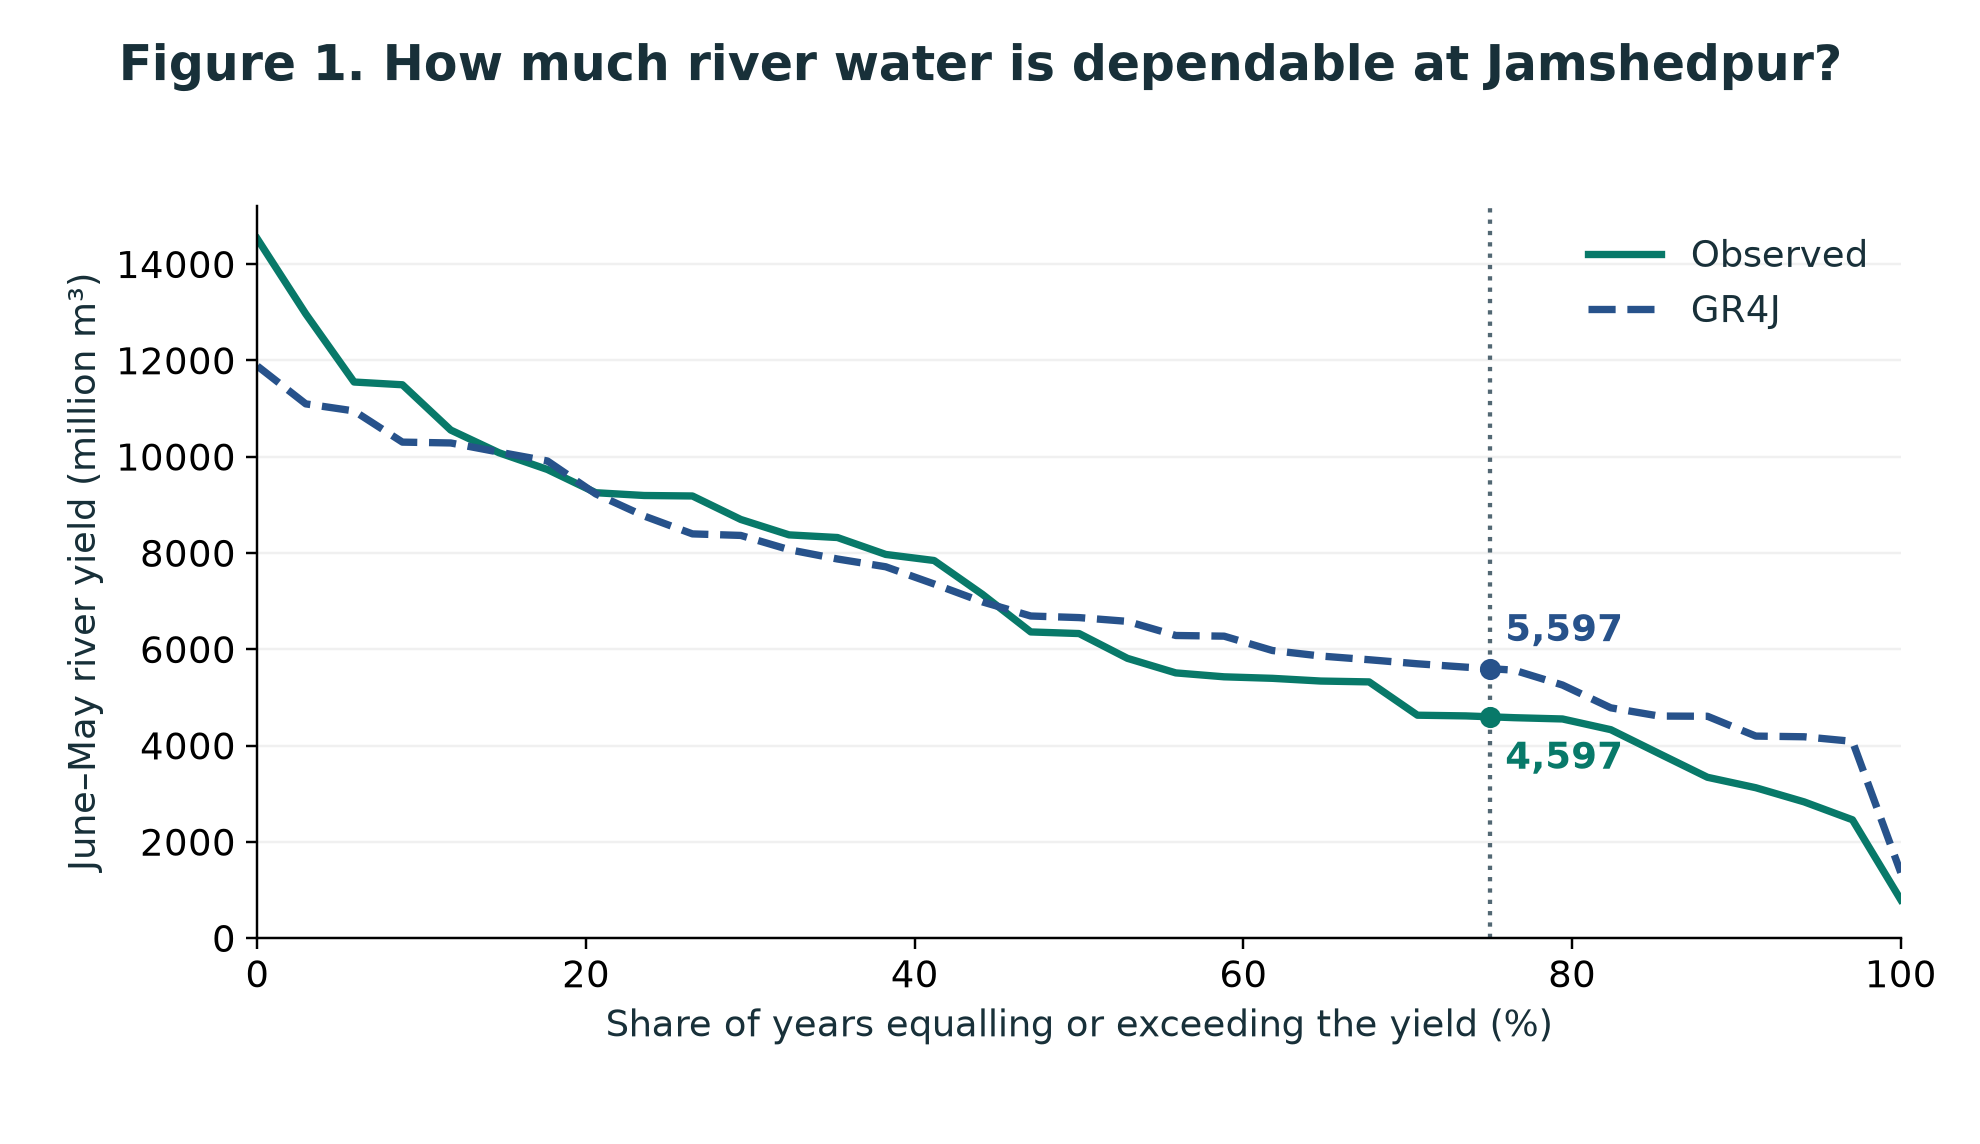 Figure 1. How much river water is dependable at Jamshedpur?
June–May river yield (million m³)
14000
12000
10000
8000
6000
4000
2000
0
Observed
GR4J
5,597
4,597
0 20 40 60 80 100
Share of years equalling or exceeding the yield (%)